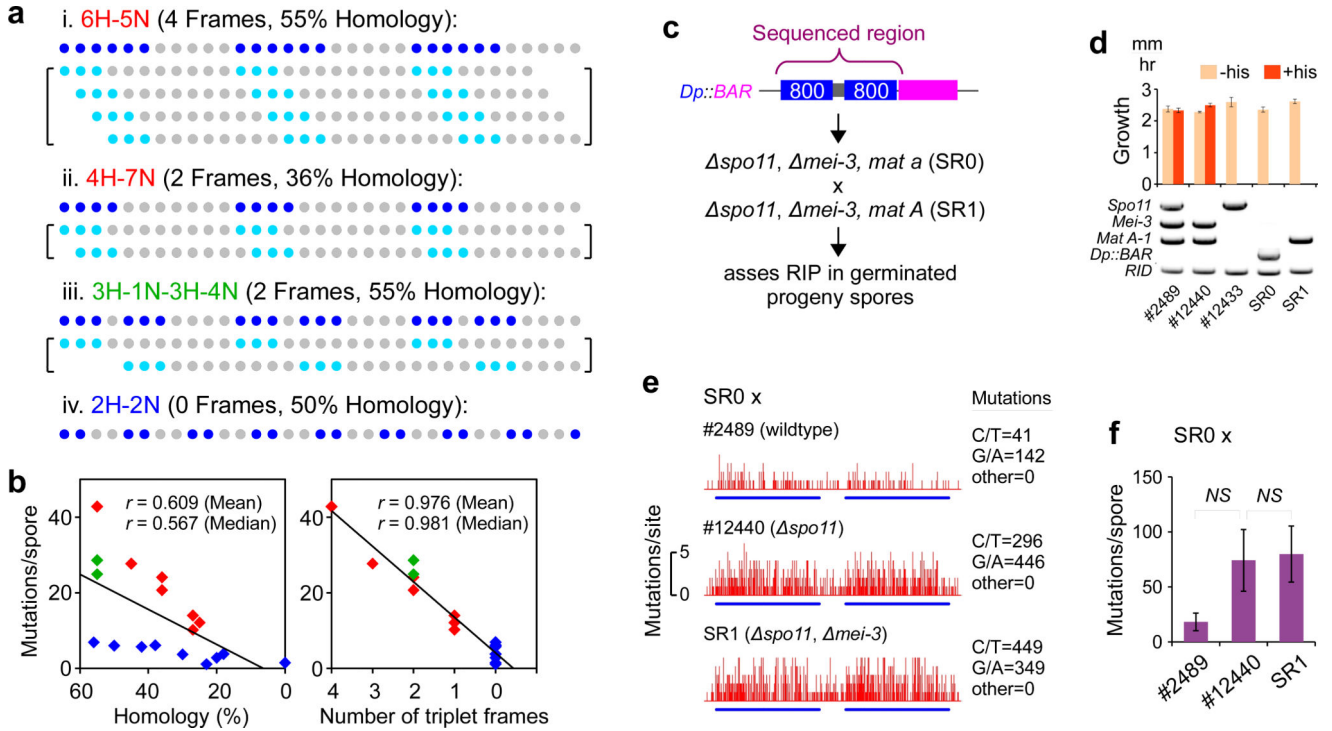 a
i. 6H-5N (4 Frames, 55% Homology):
ii. 4H-7N (2 Frames, 36% Homology):
iii. 3H-1N-3H-4N (2 Frames, 55% Homology):
iv. 2H-2N (0 Frames, 50% Homology):
b
Mutations/spore
40
20
0
r = 0.609 (Mean)
r = 0.567 (Median)
60
40
20
0
Homology (%)
40
20
0
r = 0.976 (Mean)
r = 0.981 (Median)
4
3
2
1
0
Number of triplet frames
c
Sequenced region
Dp::BAR
800
800
Δspo11, Δmei-3, mat a (SR0)
x
Δspo11, Δmei-3, mat A (SR1)
asses RIP in germinated
progeny spores
d
mm
hr
-his
+his
Growth
3
2
1
0
Spo11
Mei-3
Mat A-1
Dp::BAR
RID
#2489
#12440
#12433
SR0
SR1
e
SR0 x
Mutations
#2489 (wildtype)
C/T=41
G/A=142
other=0
#12440 (Δspo11)
C/T=296
G/A=446
other=0
Mutations/site
5
0
SR1 (Δspo11, Δmei-3)
C/T=449
G/A=349
other=0
f
SR0 x
Mutations/spore
150
100
50
0
NS
NS
#2489
#12440
SR1